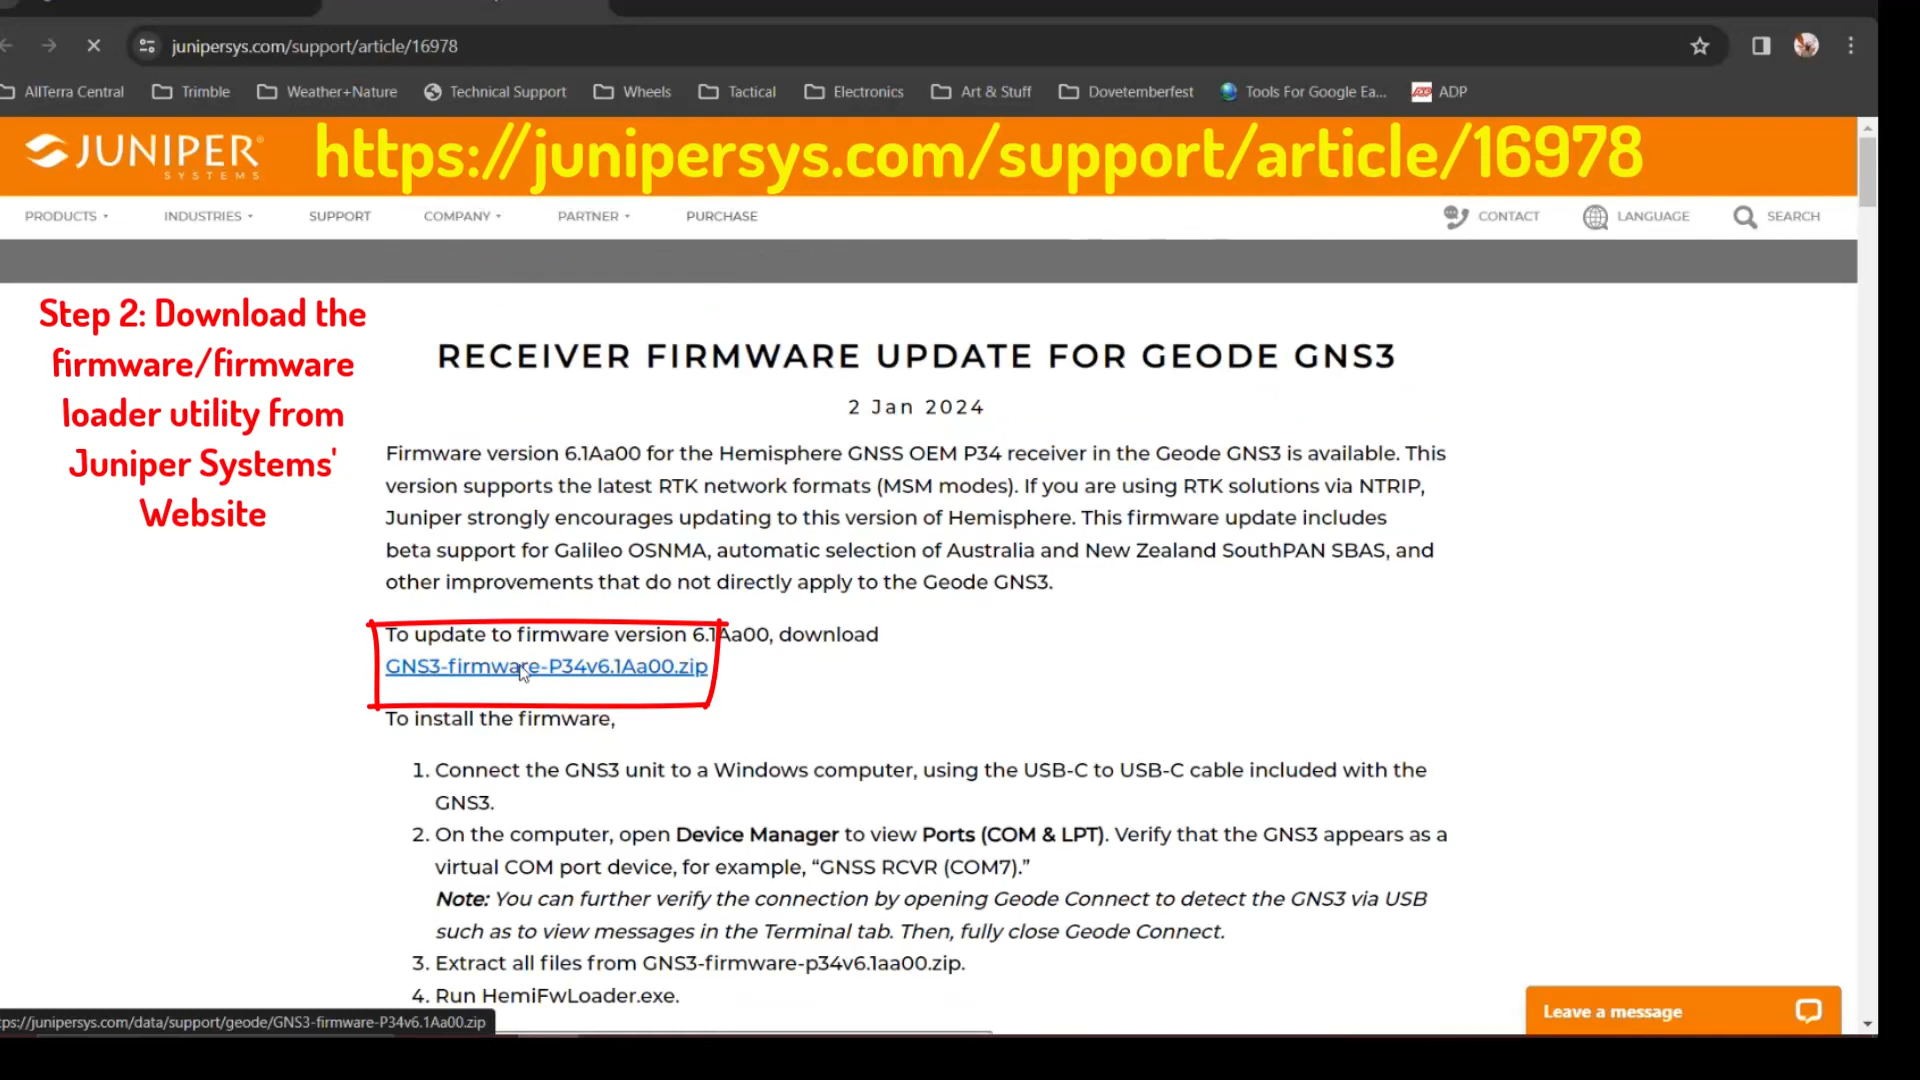 junipersys.com/support/article/16978
AllTerra Central
Trimble
Weather+Nature
Technical Support
Wheels
Tactical
Electronics
Art & Stuff
Dovetemberfest
Tools For Google Ea...
ADP
JUNIPER®
SYSTEMS
https://junipersys.com/support/article/16978
PRODUCTS
INDUSTRIES
SUPPORT
COMPANY
PARTNER
PURCHASE
CONTACT
LANGUAGE
SEARCH
Step 2: Download the
firmware/firmware
loader utility from
Juniper Systems'
Website
RECEIVER FIRMWARE UPDATE FOR GEODE GNS3
2 Jan 2024
Firmware version 6.1Aa00 for the Hemisphere GNSS OEM P34 receiver in the Geode GNS3 is available. This
version supports the latest RTK network formats (MSM modes). If you are using RTK solutions via NTRIP,
Juniper strongly encourages updating to this version of Hemisphere. This firmware update includes
beta support for Galileo OSNMA, automatic selection of Australia and New Zealand SouthPAN SBAS, and
other improvements that do not directly apply to the Geode GNS3.
To update to firmware version 6.1Aa00, download
GNS3-firmware-P34v6.1Aa00.zip
To install the firmware,
1. Connect the GNS3 unit to a Windows computer, using the USB-C to USB-C cable included with the
GNS3.
2. On the computer, open Device Manager to view Ports (COM & LPT). Verify that the GNS3 appears as a
virtual COM port device, for example, “GNSS RCVR (COM7).”
Note: You can further verify the connection by opening Geode Connect to detect the GNS3 via USB
such as to view messages in the Terminal tab. Then, fully close Geode Connect.
3. Extract all files from GNS3-firmware-p34v6.1aa00.zip.
4. Run HemiFwLoader.exe.
Leave a message
ps://junipersys.com/data/support/geode/GNS3-firmware-P34v6.1Aa00.zip